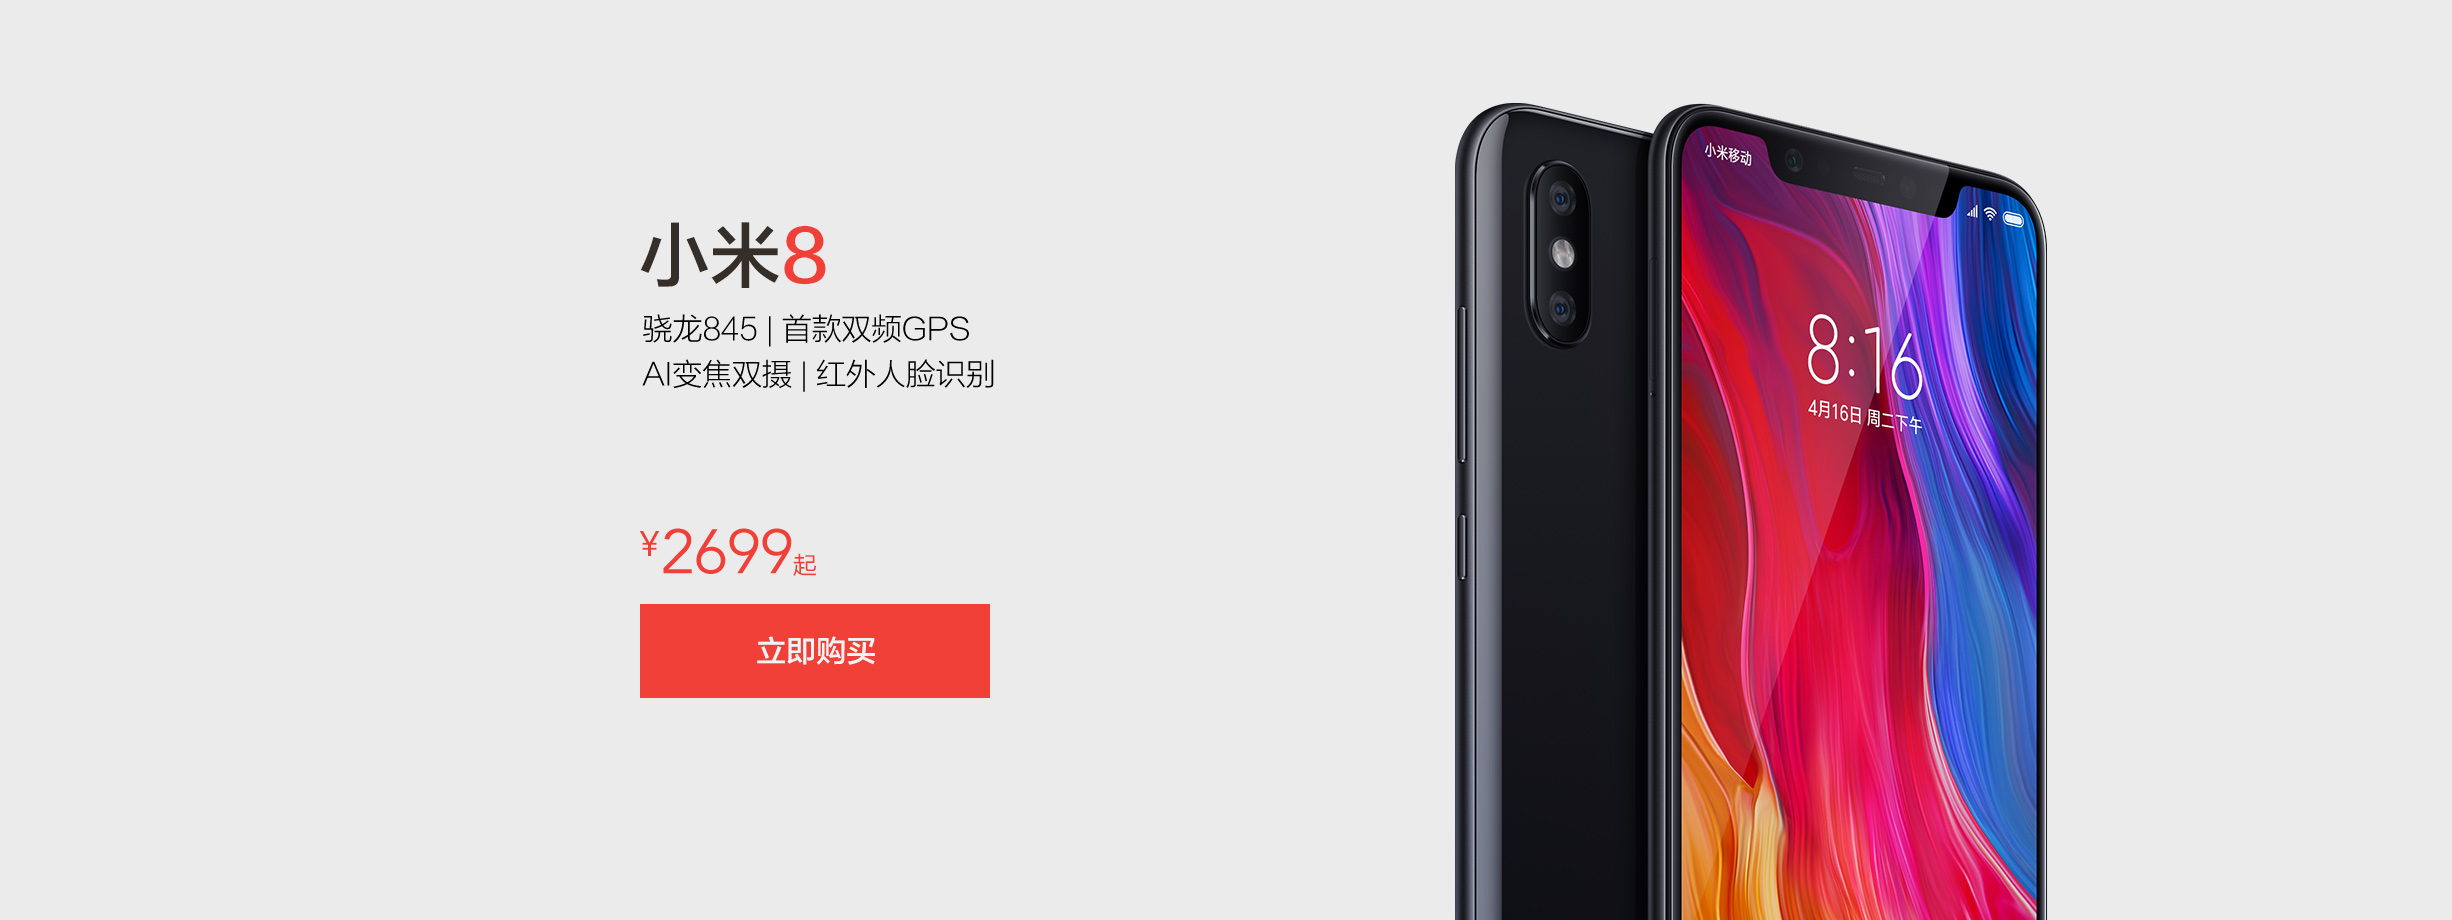 小米8
骁龙845 | 首款双频GPS
AI变焦双摄 | 红外人脸识别
¥2699起
立即购买
小米移动
8:16
4月16日 周二下午